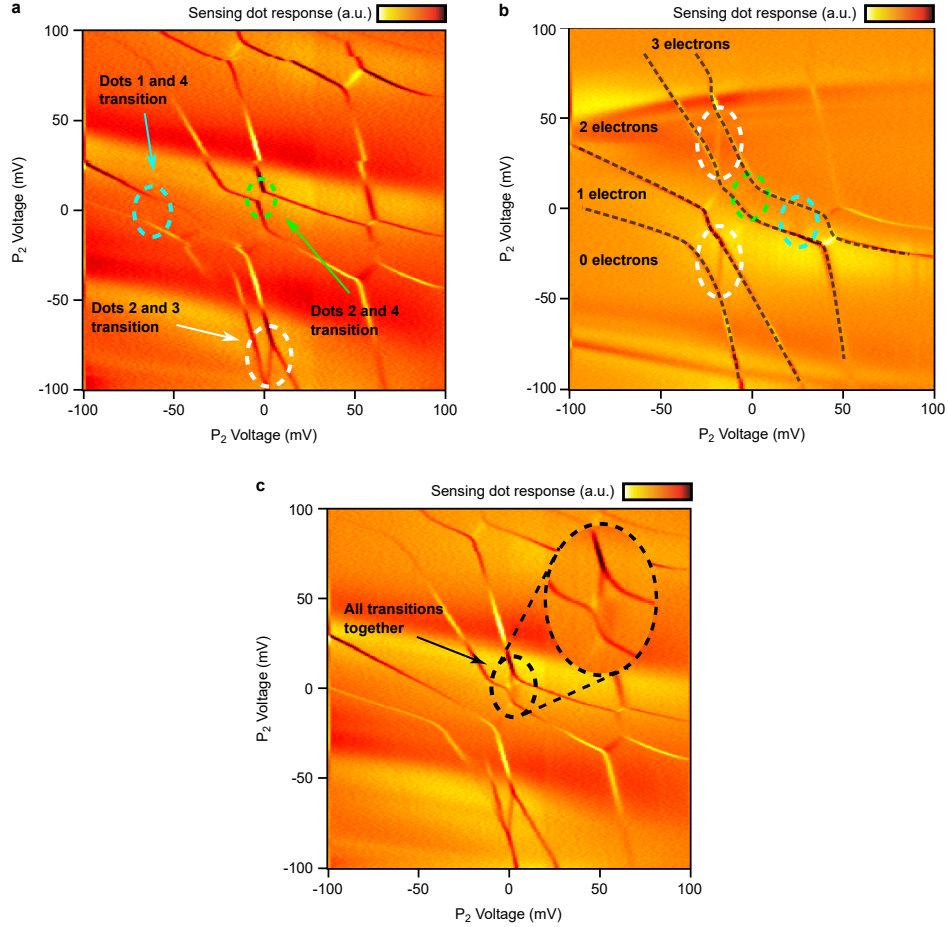 a
Sensing dot response (a.u.)
100
50
0
-50
-100
P2 Voltage (mV)
Dots 1 and 4
transition
Dots 2 and 3
transition
Dots 2 and 4
transition
-100
-50
0
50
100
P2 Voltage (mV)
b
Sensing dot response (a.u.)
100
50
0
-50
-100
P2 Voltage (mV)
3 electrons
2 electrons
1 electron
0 electrons
-100
-50
0
50
100
P2 Voltage (mV)
c
Sensing dot response (a.u.)
100
50
0
-50
-100
P2 Voltage (mV)
All transitions
together
-100
-50
0
50
100
P2 Voltage (mV)